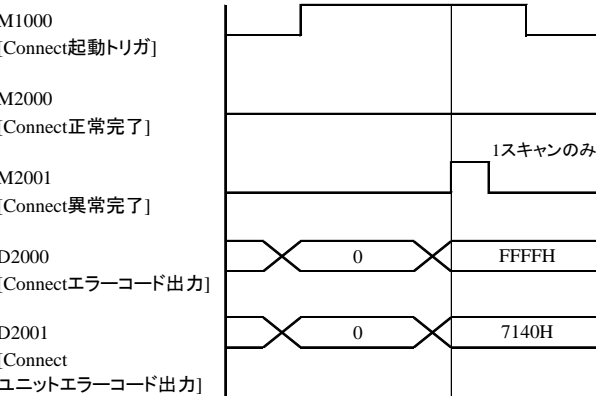 M1000
[Connect起動トリガ]
M2000
[Connect正常完了]
1スキャンのみ
M2001
[Connect異常完了]
D2000
0
FFFFH
[Connectエラーコード出力]
D2001
0
7140H
[Connect
ユニットエラーコード出力]